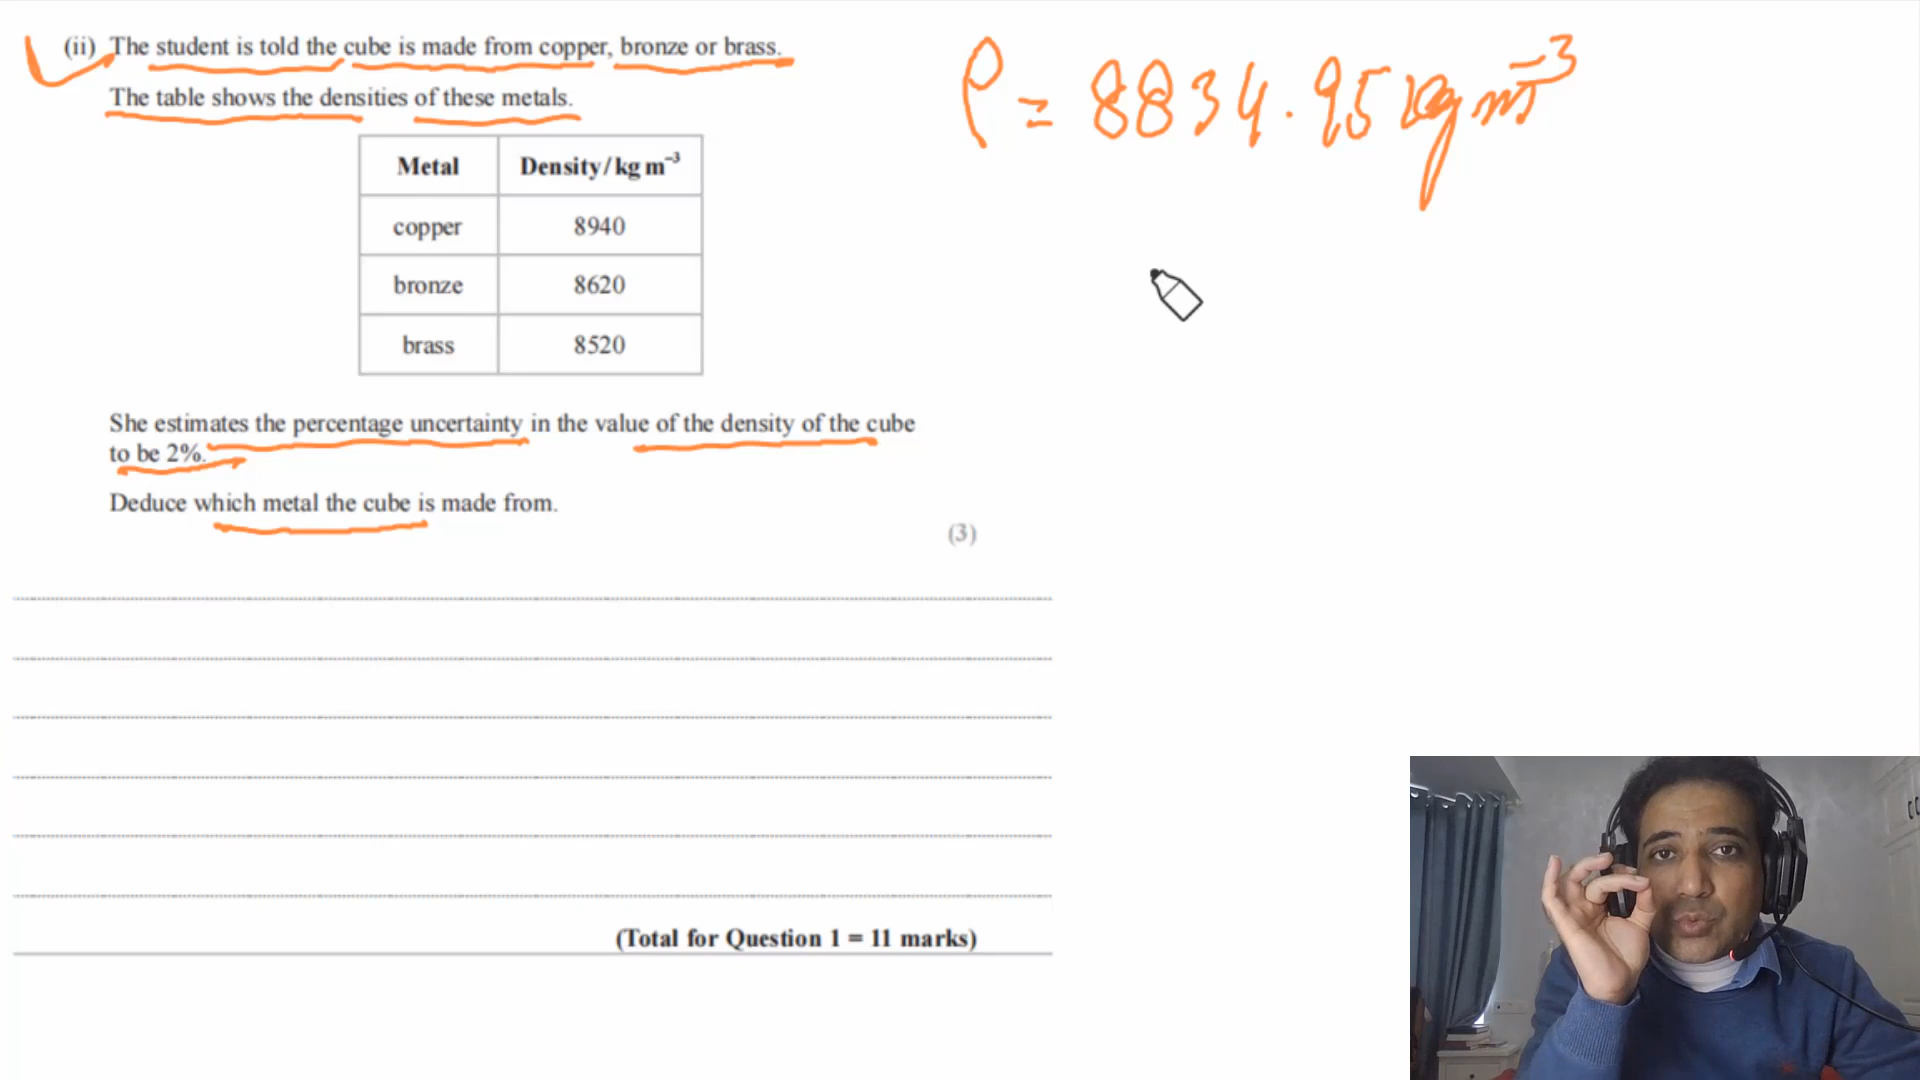 (ii) The student is told the cube is made from copper, bronze or brass.
ρ = 8834.95 kg m⁻³
The table shows the densities of these metals.
Metal Density/kg m⁻³
copper 8940
bronze 8620
brass 8520
She estimates the percentage uncertainty in the value of the density of the cube
to be 2%.
Deduce which metal the cube is made from.
(3)
(Total for Question 1 = 11 marks)